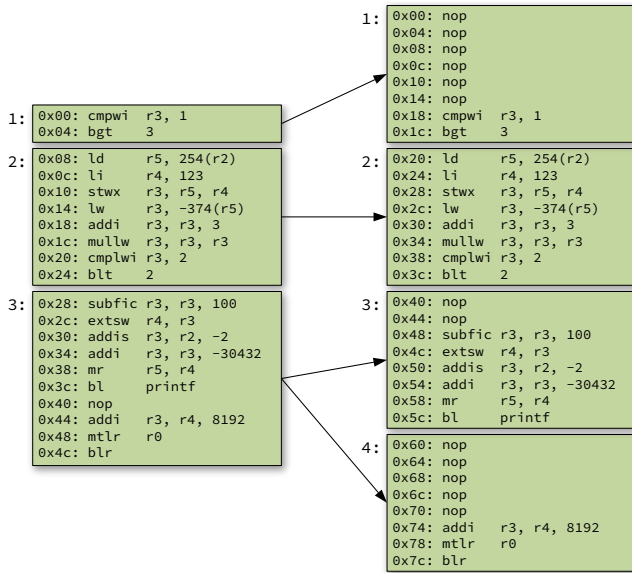 1:
0x00: cmpwi r3, 1
0x04: bgt 3
2:
0x08: ld r5, 254(r2)
0x0c: li r4, 123
0x10: stwx r3, r5, r4
0x14: lw r3, -374(r5)
0x18: addi r3, r3, 3
0x1c: mullw r3, r3, r3
0x20: cmplwi r3, 2
0x24: blt 2
3:
0x28: subfic r3, r3, 100
0x2c: extsw r4, r3
0x30: addis r3, r2, -2
0x34: addi r3, r3, -30432
0x38: mr r5, r4
0x3c: bl printf
0x40: nop
0x44: addi r3, r4, 8192
0x48: mtlr r0
0x4c: blr
1:
0x00: nop
0x04: nop
0x08: nop
0x0c: nop
0x10: nop
0x14: nop
0x18: cmpwi r3, 1
0x1c: bgt 3
2:
0x20: ld r5, 254(r2)
0x24: li r4, 123
0x28: stwx r3, r5, r4
0x2c: lw r3, -374(r5)
0x30: addi r3, r3, 3
0x34: mullw r3, r3, r3
0x38: cmplwi r3, 2
0x3c: blt 2
3:
0x40: nop
0x44: nop
0x48: subfic r3, r3, 100
0x4c: extsw r4, r3
0x50: addis r3, r2, -2
0x54: addi r3, r3, -30432
0x58: mr r5, r4
0x5c: bl printf
4:
0x60: nop
0x64: nop
0x68: nop
0x6c: nop
0x70: nop
0x74: addi r3, r4, 8192
0x78: mtlr r0
0x7c: blr